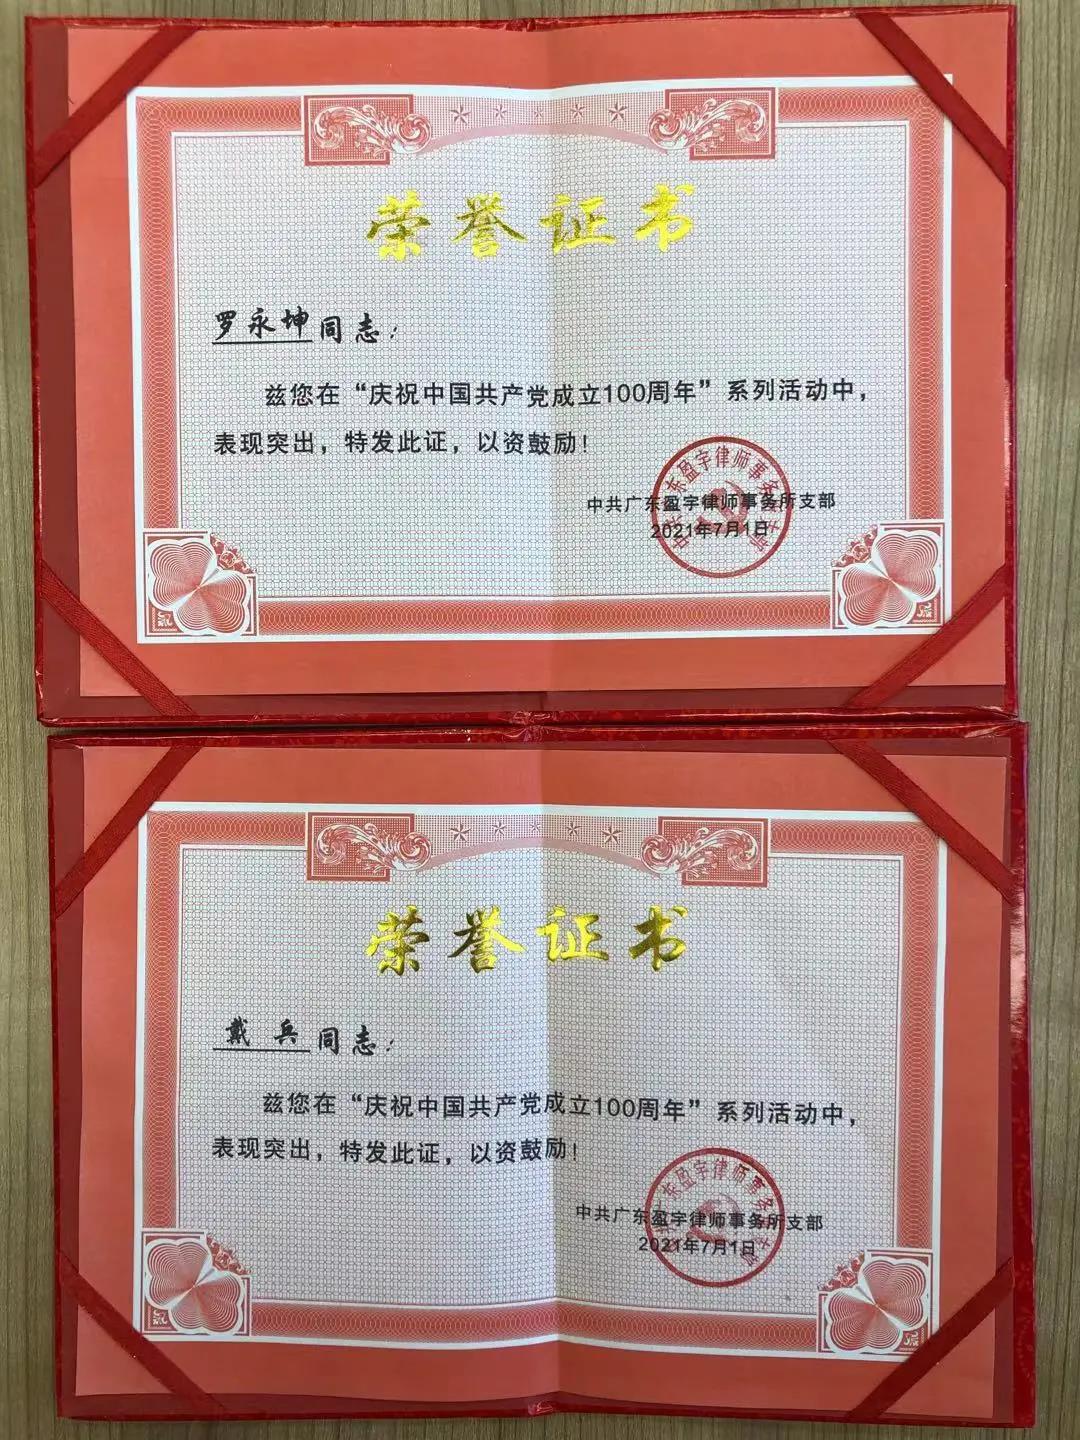 荣誉证书
罗永坤同志：
兹您在“庆祝中国共产党成立100周年”系列活动中，
表现突出，特发此证，以资鼓励！
中共广东盈宇律师事务所支部
2021年7月1日
荣誉证书
戴兵同志：
兹您在“庆祝中国共产党成立100周年”系列活动中，
表现突出，特发此证，以资鼓励！
中共广东盈宇律师事务所支部
2021年7月1日